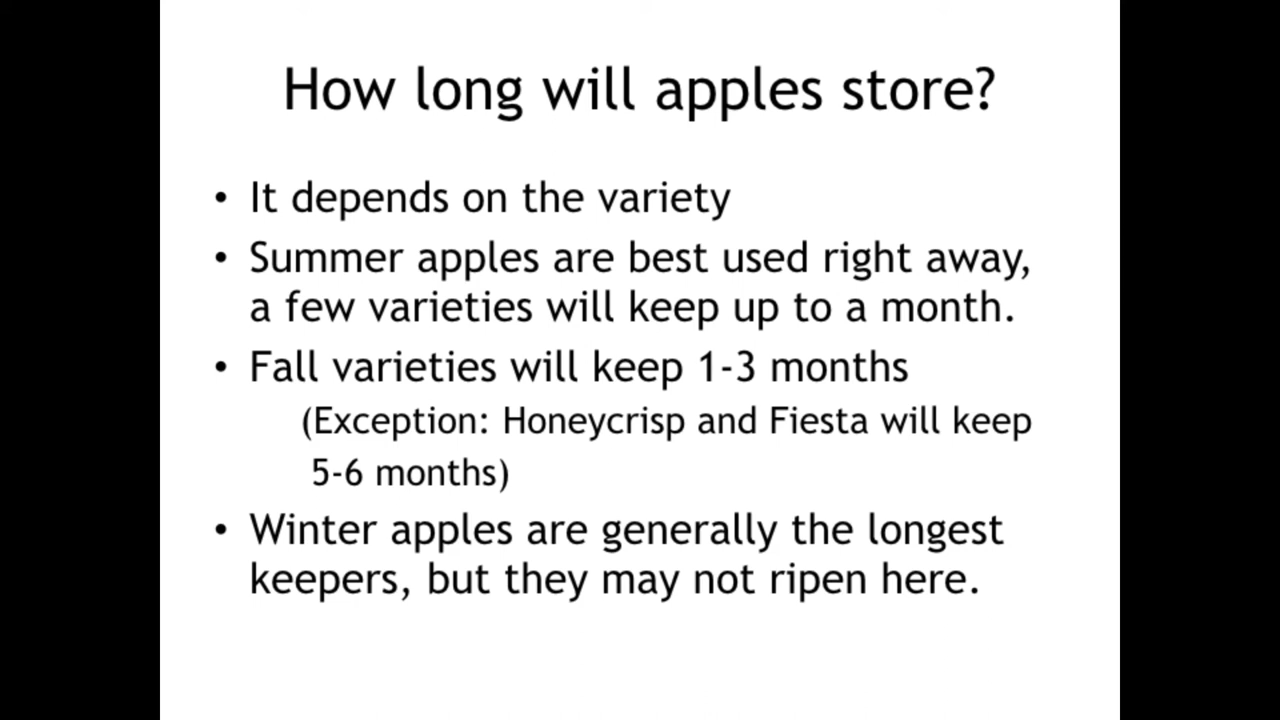 How long will apples store?
• It depends on the variety
• Summer apples are best used right away,
a few varieties will keep up to a month.
• Fall varieties will keep 1-3 months
(Exception: Honeycrisp and Fiesta will keep
5-6 months)
• Winter apples are generally the longest
keepers, but they may not ripen here.